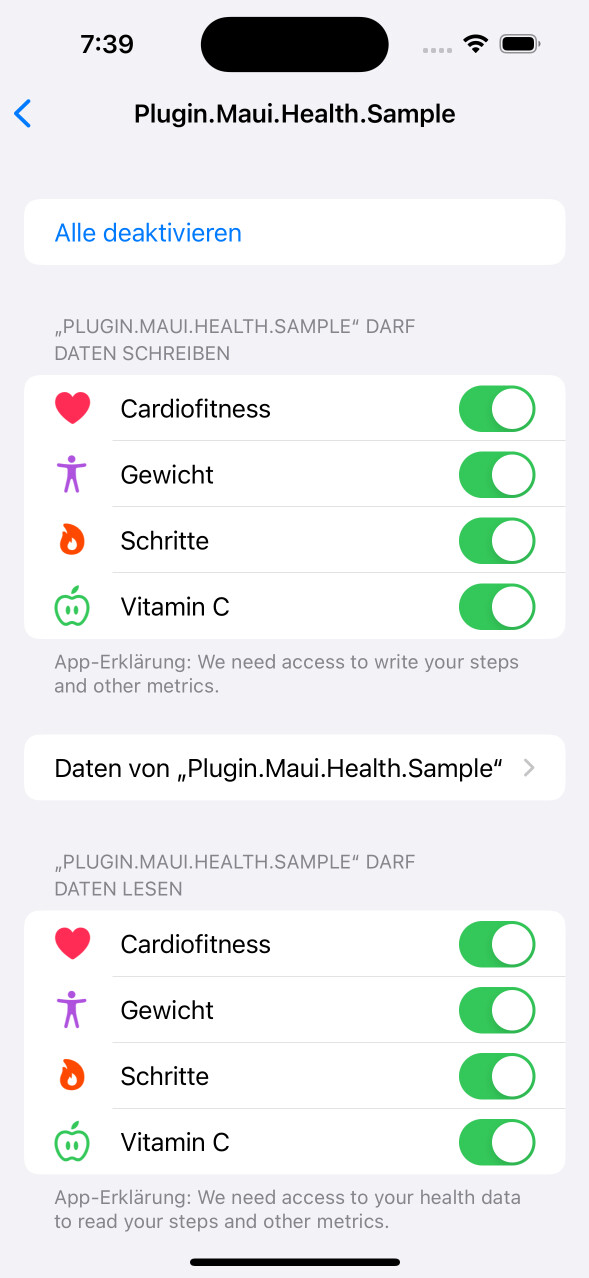 7:39
Plugin.Maui.Health.Sample
Alle deaktivieren
„PLUGIN.MAUI.HEALTH.SAMPLE“ DARF
DATEN SCHREIBEN
Cardiofitness
Gewicht
Schritte
Vitamin C
App-Erklärung: We need access to write your steps
and other metrics.
Daten von „Plugin.Maui.Health.Sample“
„PLUGIN.MAUI.HEALTH.SAMPLE“ DARF
DATEN LESEN
Cardiofitness
Gewicht
Schritte
Vitamin C
App-Erklärung: We need access to your health data
to read your steps and other metrics.